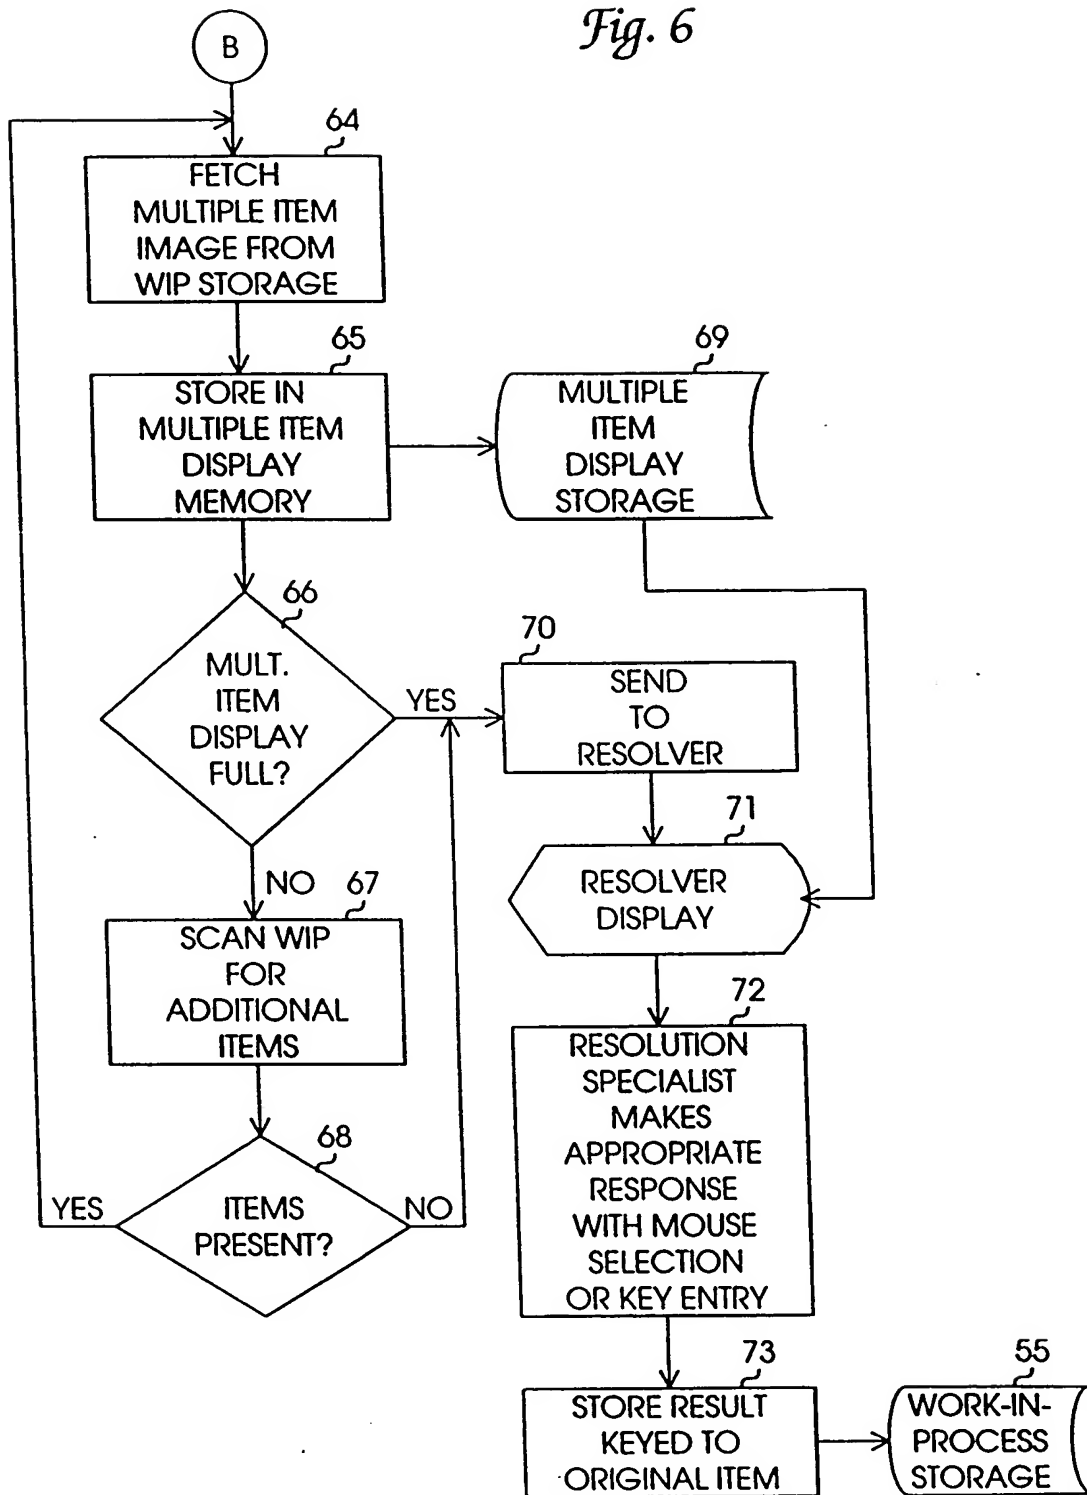 Fig. 6
B
64
FETCH
MULTIPLE ITEM
IMAGE FROM
WIP STORAGE
65
STORE IN
MULTIPLE ITEM
DISPLAY
MEMORY
69
MULTIPLE
ITEM
DISPLAY
STORAGE
66
MULT.
ITEM
DISPLAY
FULL?
YES
NO
70
SEND
TO
RESOLVER
67
SCAN WIP
FOR
ADDITIONAL
ITEMS
71
RESOLVER
DISPLAY
68
ITEMS
PRESENT?
YES
NO
72
RESOLUTION
SPECIALIST
MAKES
APPROPRIATE
RESPONSE
WITH MOUSE
SELECTION
OR KEY ENTRY
73
STORE RESULT
KEYED TO
ORIGINAL ITEM
55
WORK-IN-
PROCESS
STORAGE